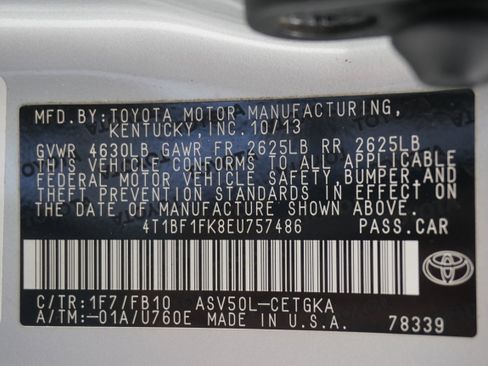 MFD.BY:TOYOTA MOTOR MANUFACTURING,
KENTUCKY,INC.10/13
GVWR 4630LB GAWR FR 2625LB RR 2625LB
THIS VEHICLE CONFORMS TO ALL APPLICABLE
FEDERAL MOTOR VEHICLE SAFETY,BUMPER AND
THEFT PREVENTION STANDARDS IN EFFECT ON
THE DATE OF MANUFACTURE SHOWN ABOVE.
4T1BF1FK8EU757486 PASS.CAR
C/TR:1F7/FB10 ASV50L-CETGKA
A/TM:-01A/U760E MADE IN U.S.A. 78339